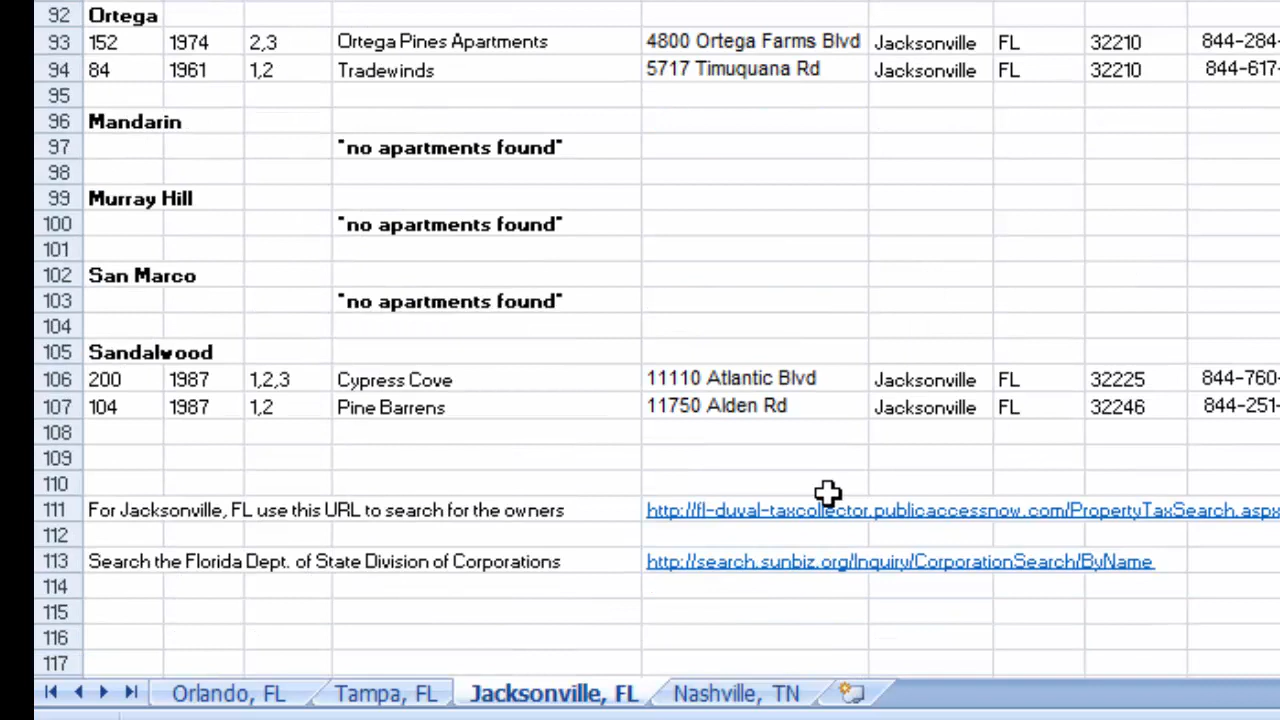 92 Ortega
93 152 1974 2,3 Ortega Pines Apartments 4800 Ortega Farms Blvd Jacksonville FL 32210 844-284-
94 84 1961 1,2 Tradewinds 5717 Timuquana Rd Jacksonville FL 32210 844-617-
95
96 Mandarin
97 "no apartments found"
98
99 Murray Hill
100 "no apartments found"
101
102 San Marco
103 "no apartments found"
104
105 Sandalwood
106 200 1987 1,2,3 Cypress Cove 11110 Atlantic Blvd Jacksonville FL 32225 844-760-
107 104 1987 1,2 Pine Barrens 11750 Alden Rd Jacksonville FL 32246 844-251-
108
109
110
111 For Jacksonville, FL use this URL to search for the owners http://fl-duval-taxcollector.publicaccessnow.com/PropertyTaxSearch.aspx
112
113 Search the Florida Dept. of State Division of Corporations http://search.sunbiz.org/Inquiry/CorporationSearch/ByName
114
115
116
117
Orlando, FL Tampa, FL Jacksonville, FL Nashville, TN